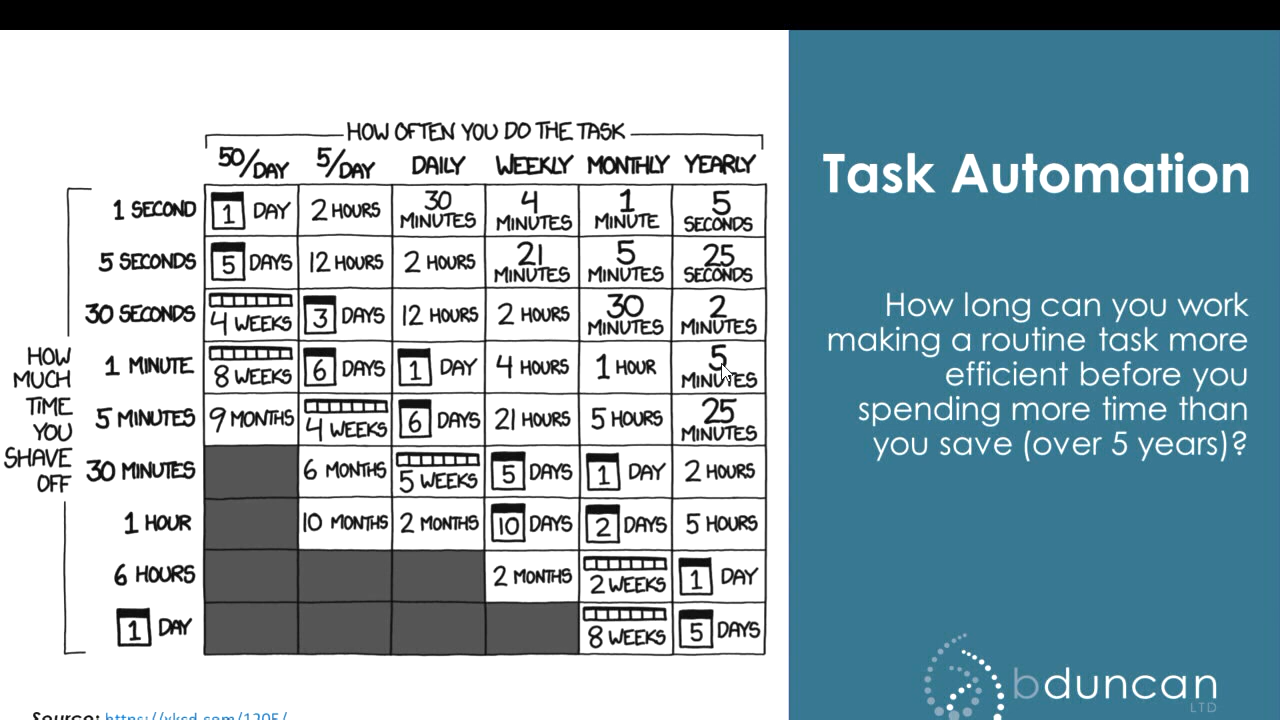 HOW OFTEN YOU DO THE TASK
50/DAY 5/DAY DAILY WEEKLY MONTHLY YEARLY
HOW
MUCH
TIME
YOU
SHAVE
OFF
1 SECOND 1 DAY 2 HOURS 30 MINUTES 4 MINUTES 1 MINUTE 5 SECONDS
5 SECONDS 5 DAYS 12 HOURS 2 HOURS 21 MINUTES 5 MINUTES 25 SECONDS
30 SECONDS 4 WEEKS 3 DAYS 12 HOURS 2 HOURS 30 MINUTES 2 MINUTES
1 MINUTE 8 WEEKS 6 DAYS 1 DAY 4 HOURS 1 HOUR 5 MINUTES
5 MINUTES 9 MONTHS 4 WEEKS 6 DAYS 21 HOURS 5 HOURS 25 MINUTES
30 MINUTES 6 MONTHS 5 WEEKS 5 DAYS 1 DAY 2 HOURS
1 HOUR 10 MONTHS 2 MONTHS 10 DAYS 2 DAYS 5 HOURS
6 HOURS 2 MONTHS 2 WEEKS 1 DAY
1 DAY 8 WEEKS 5 DAYS
Source: https://xkcd.com/1205/
Task Automation
How long can you work
making a routine task more
efficient before you
spending more time than
you save (over 5 years)?
bduncan
LTD